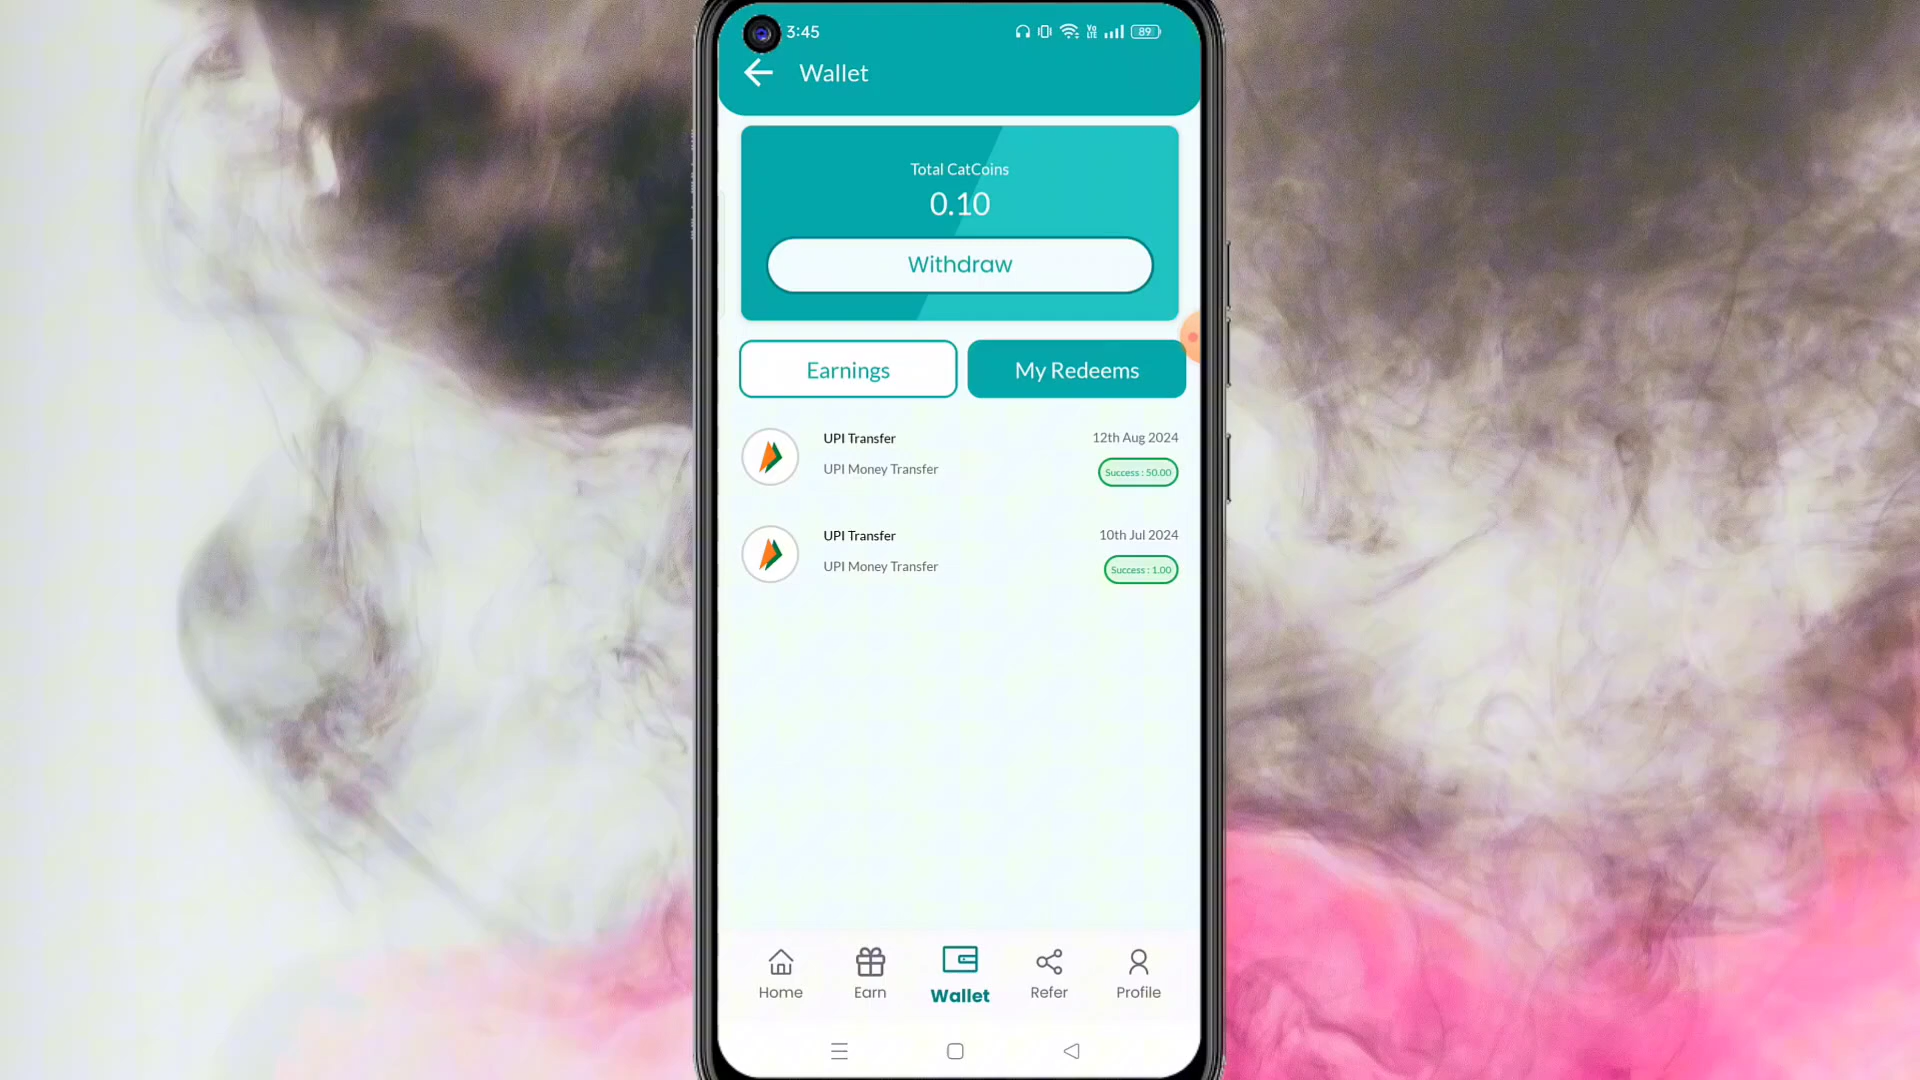 3:45
Vo
LTE
89
Wallet
Total CatCoins
0.10
Withdraw
Earnings
My Redeems
UPI Transfer
12th Aug 2024
UPI Money Transfer
Success : 50.00
UPI Transfer
10th Jul 2024
UPI Money Transfer
Success : 1.00
Home
Earn
Wallet
Refer
Profile